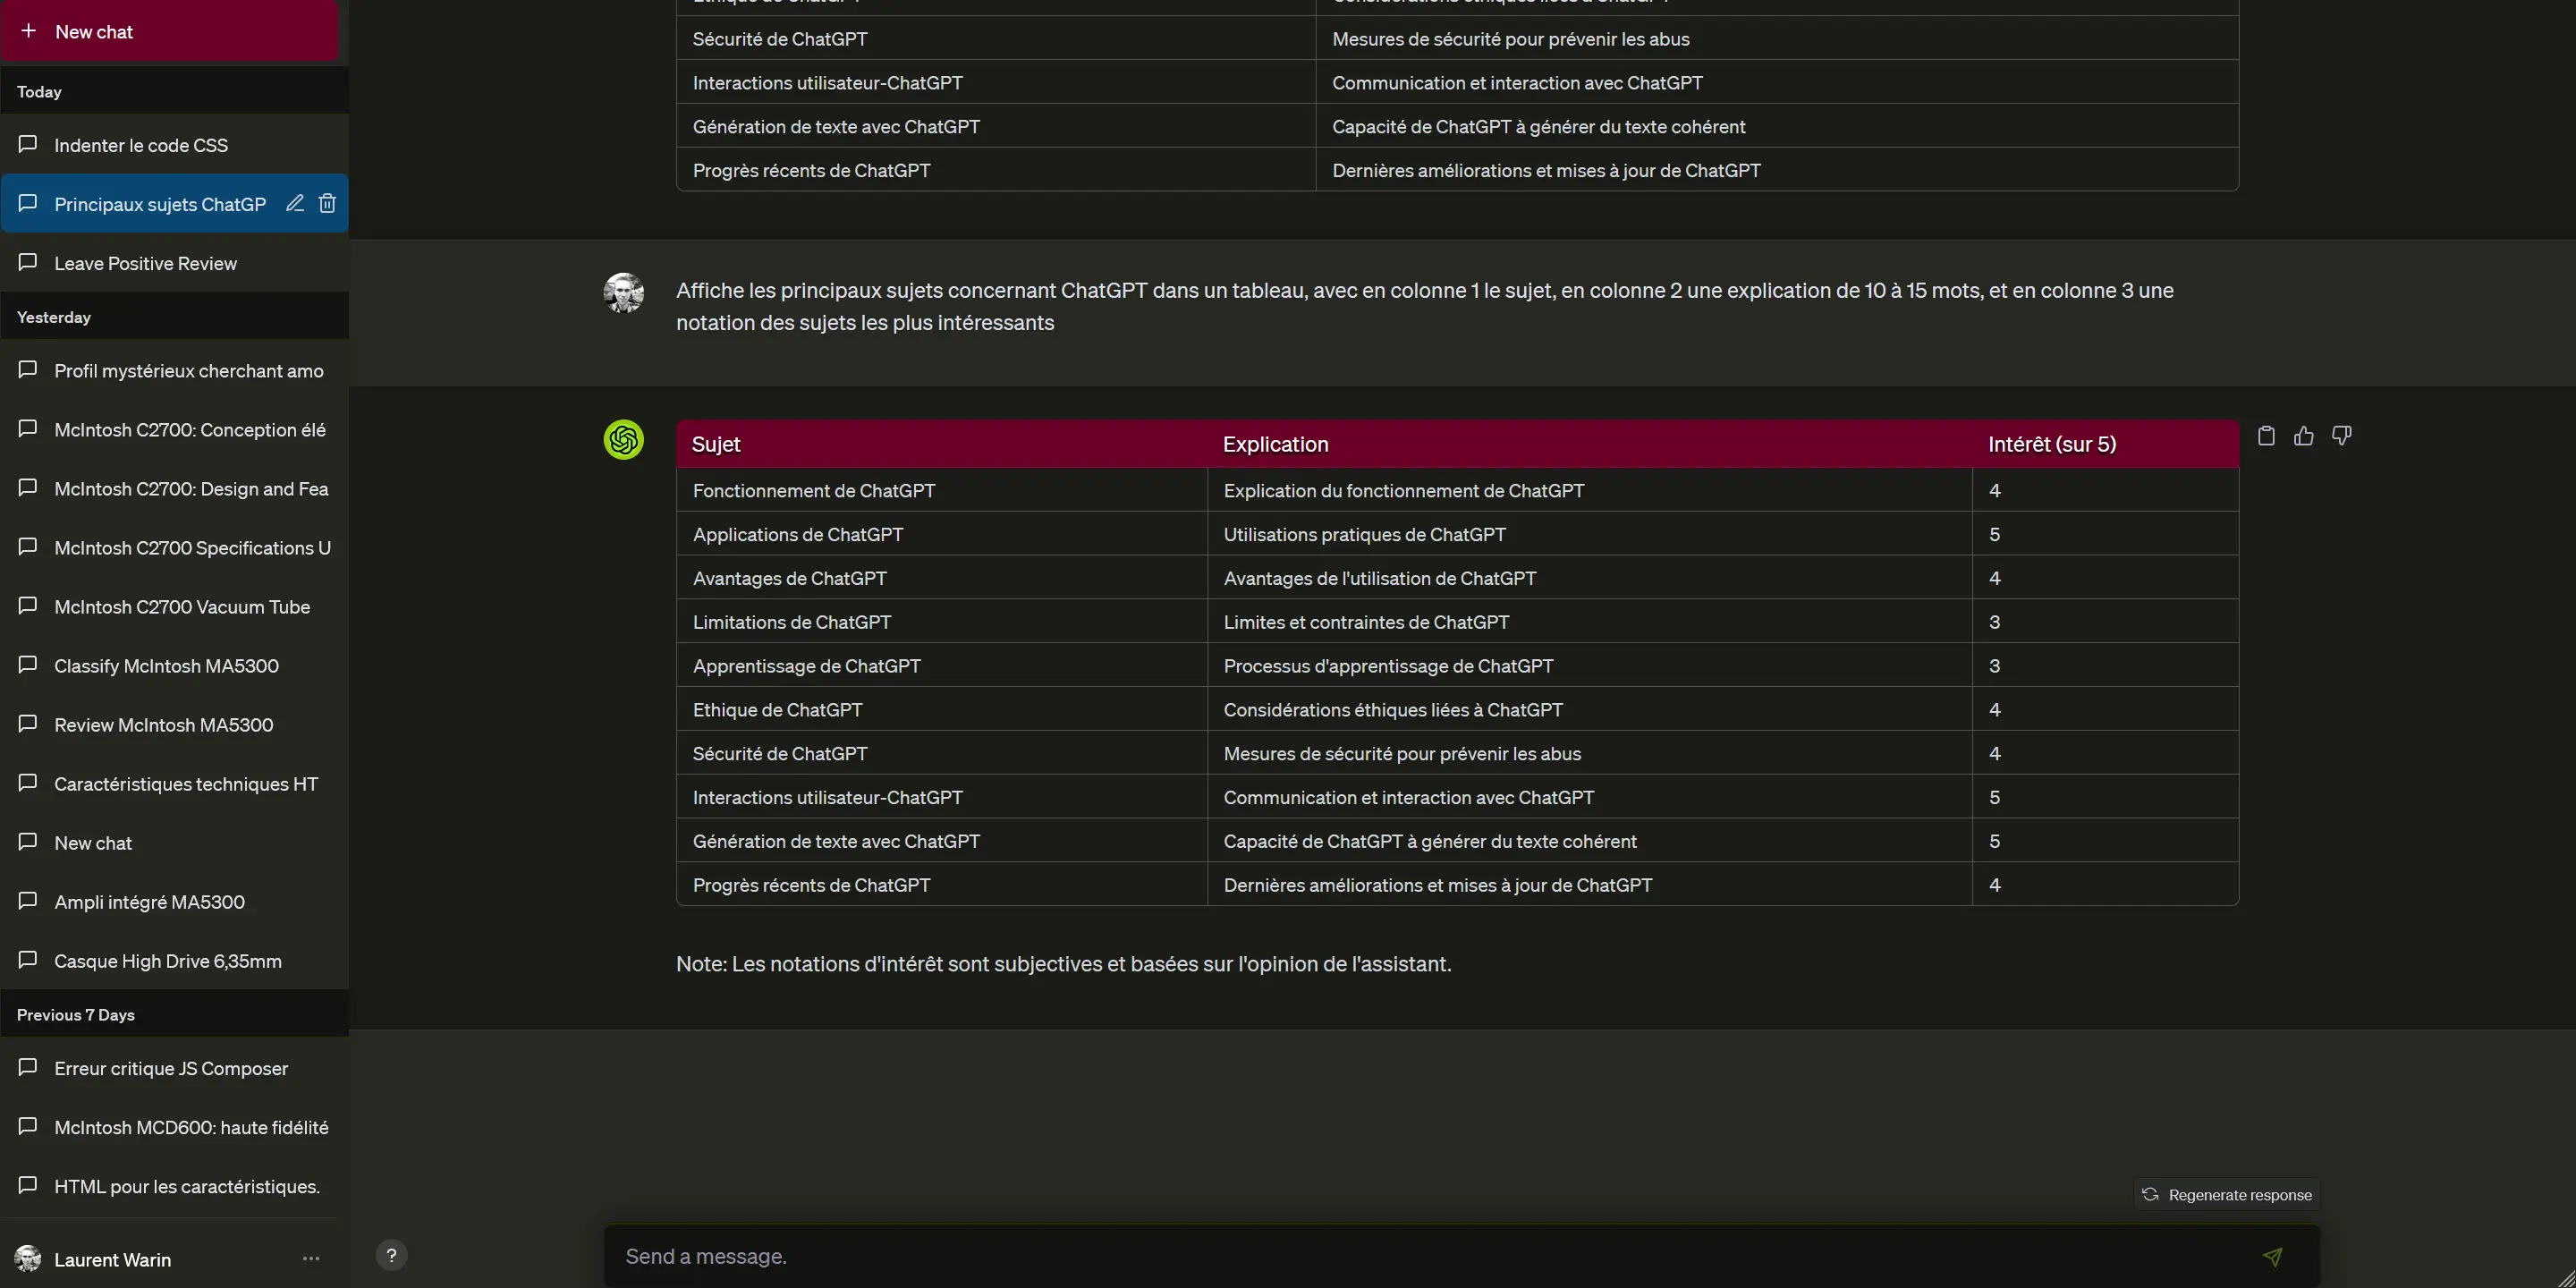 New chat
Today
Indenter le code CSS
Principaux sujets ChatGP
Leave Positive Review
Yesterday
Profil mystérieux cherchant amo
McIntosh C2700: Conception élé
McIntosh C2700: Design and Fea
McIntosh C2700 Specifications U
McIntosh C2700 Vacuum Tube
Classify McIntosh MA5300
Review McIntosh MA5300
Caractéristiques techniques HT
New chat
Ampli intégré MA5300
Casque High Drive 6,35mm
Previous 7 Days
Erreur critique JS Composer
McIntosh MCD600: haute fidélité
HTML pour les caractéristiques.
Laurent Warin
Ethique de ChatGPT Considérations éthiques liées à ChatGPT
Sécurité de ChatGPT Mesures de sécurité pour prévenir les abus
Interactions utilisateur-ChatGPT Communication et interaction avec ChatGPT
Génération de texte avec ChatGPT Capacité de ChatGPT à générer du texte cohérent
Progrès récents de ChatGPT Dernières améliorations et mises à jour de ChatGPT
Affiche les principaux sujets concernant ChatGPT dans un tableau, avec en colonne 1 le sujet, en colonne 2 une explication de 10 à 15 mots, et en colonne 3 une
notation des sujets les plus intéressants
Sujet Explication Intérêt (sur 5)
Fonctionnement de ChatGPT Explication du fonctionnement de ChatGPT 4
Applications de ChatGPT Utilisations pratiques de ChatGPT 5
Avantages de ChatGPT Avantages de l'utilisation de ChatGPT 4
Limitations de ChatGPT Limites et contraintes de ChatGPT 3
Apprentissage de ChatGPT Processus d'apprentissage de ChatGPT 3
Ethique de ChatGPT Considérations éthiques liées à ChatGPT 4
Sécurité de ChatGPT Mesures de sécurité pour prévenir les abus 4
Interactions utilisateur-ChatGPT Communication et interaction avec ChatGPT 5
Génération de texte avec ChatGPT Capacité de ChatGPT à générer du texte cohérent 5
Progrès récents de ChatGPT Dernières améliorations et mises à jour de ChatGPT 4
Note: Les notations d'intérêt sont subjectives et basées sur l'opinion de l'assistant.
Regenerate response
?
Send a message.